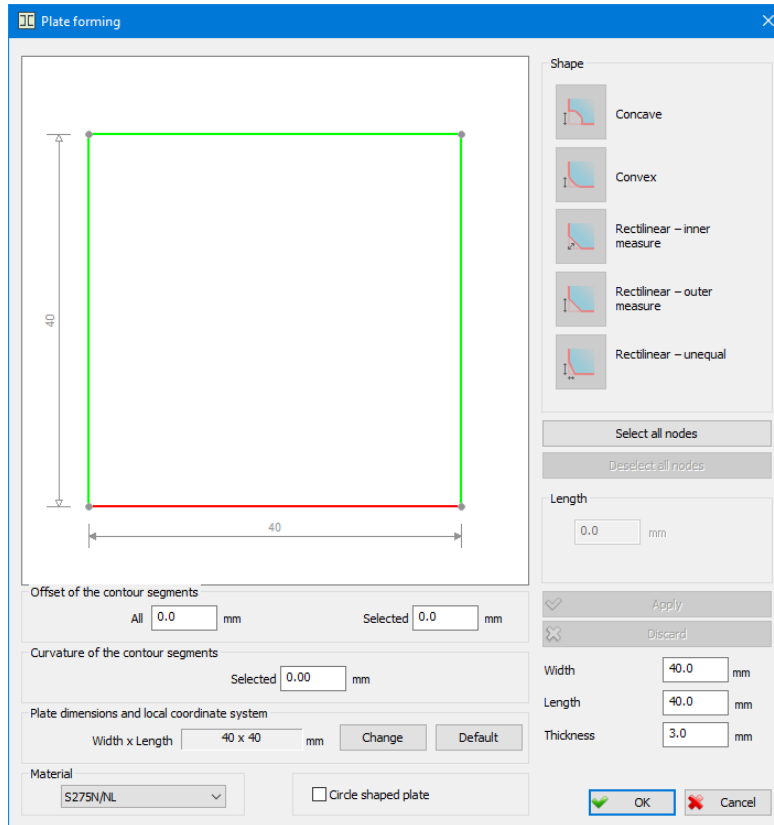 Plate forming
40
40
Offset of the contour segments
All 0.0 mm Selected 0.0 mm
Curvature of the contour segments
Selected 0.00 mm
Plate dimensions and local coordinate system
Width x Length 40 x 40 mm Change Default
Material
S275N/NL
Circle shaped plate
Shape
Concave
Convex
Rectilinear – inner
measure
Rectilinear – outer
measure
Rectilinear – unequal
Select all nodes
Deselect all nodes
Length
0.0 mm
Apply
Discard
Width 40.0 mm
Length 40.0 mm
Thickness 3.0 mm
OK Cancel